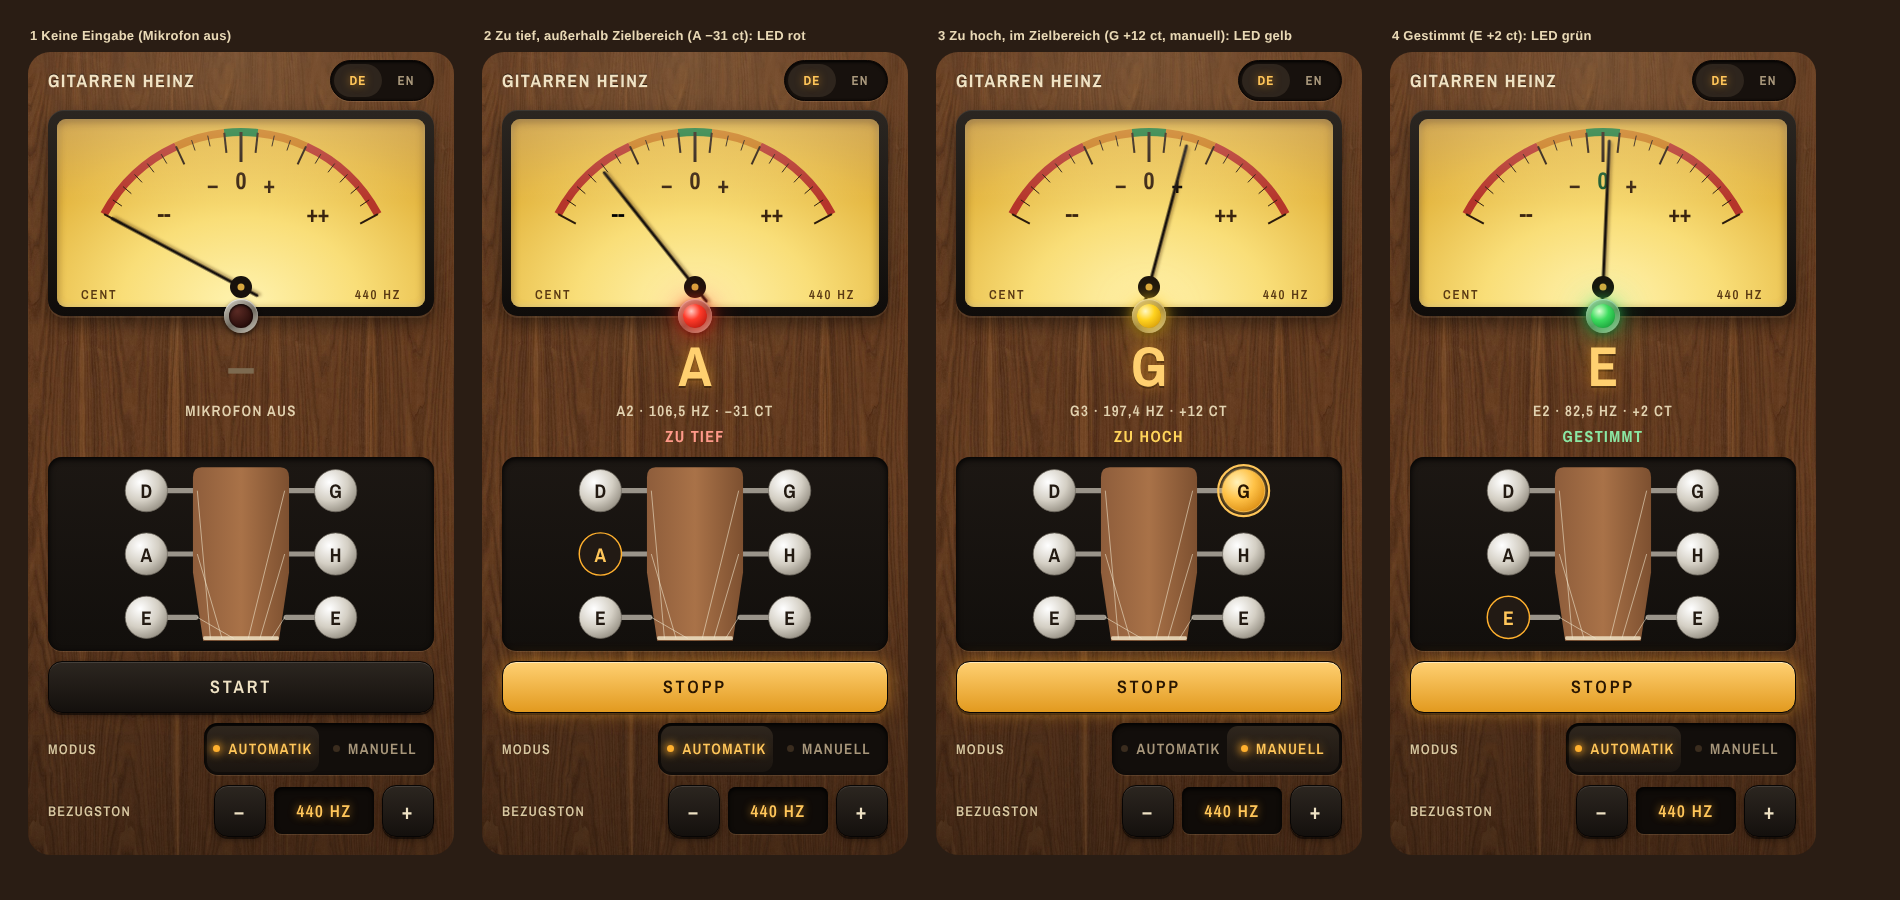 1 Keine Eingabe (Mikrofon aus)
GITARREN HEINZ
DE EN
– 0 +
-- ++
CENT 440 HZ
–
MIKROFON AUS
D G
A H
E E
START
MODUS AUTOMATIK MANUELL
BEZUGSTON – 440 HZ +
2 Zu tief, außerhalb Zielbereich (A −31 ct): LED rot
GITARREN HEINZ
DE EN
– 0 +
-- ++
CENT 440 HZ
A
A2 · 106,5 HZ · −31 CT
ZU TIEF
D G
A H
E E
STOPP
MODUS AUTOMATIK MANUELL
BEZUGSTON – 440 HZ +
3 Zu hoch, im Zielbereich (G +12 ct, manuell): LED gelb
GITARREN HEINZ
DE EN
– 0 +
-- ++
CENT 440 HZ
G
G3 · 197,4 HZ · +12 CT
ZU HOCH
D G
A H
E E
STOPP
MODUS AUTOMATIK MANUELL
BEZUGSTON – 440 HZ +
4 Gestimmt (E +2 ct): LED grün
GITARREN HEINZ
DE EN
– 0 +
-- ++
CENT 440 HZ
E
E2 · 82,5 HZ · +2 CT
GESTIMMT
D G
A H
E E
STOPP
MODUS AUTOMATIK MANUELL
BEZUGSTON – 440 HZ +